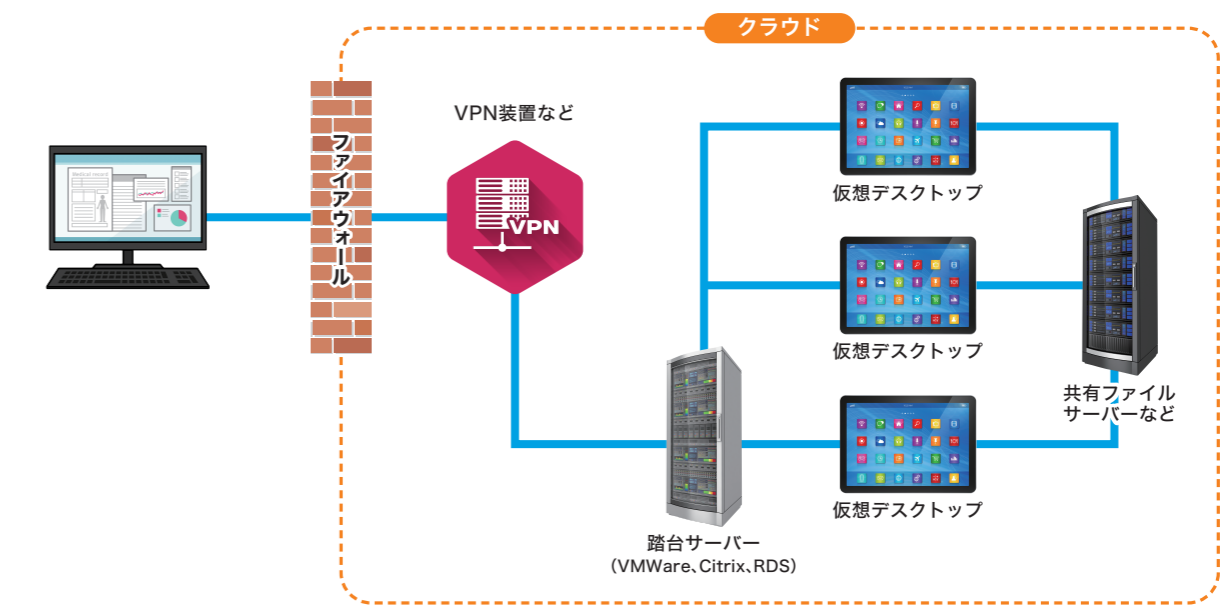 クラウド
VPN装置など
ファイアウォール
Medical record
VPN
仮想デスクトップ
仮想デスクトップ
仮想デスクトップ
共有ファイル
サーバーなど
踏台サーバー
（VMWare、Citrix、RDS）